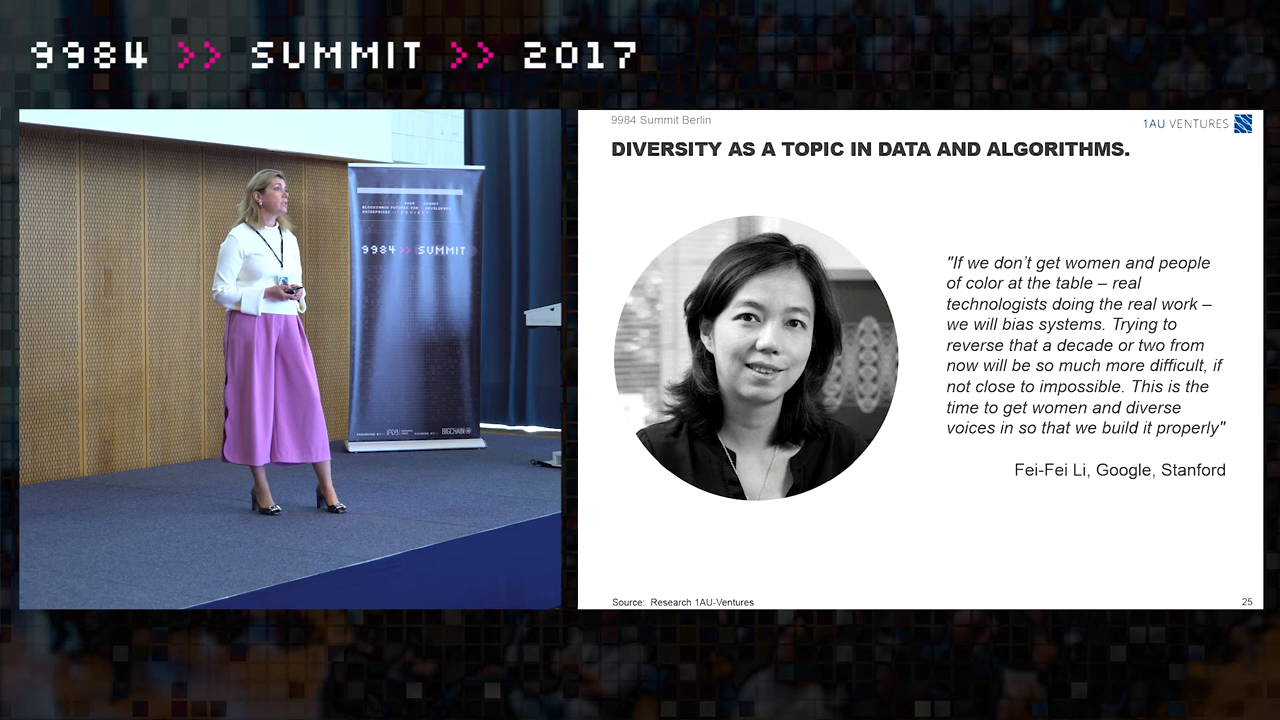 9984 >> SUMMIT >> 2017
9984 Summit Berlin
1AU VENTURES
DIVERSITY AS A TOPIC IN DATA AND ALGORITHMS.
"If we don’t get women and people
of color at the table – real
technologists doing the real work –
we will bias systems. Trying to
reverse that a decade or two from
now will be so much more difficult, if
not close to impossible. This is the
time to get women and diverse
voices in so that we build it properly"
Fei-Fei Li, Google, Stanford
Source: Research 1AU-Ventures
25
9984 >> SUMMIT
BIGCHAIN